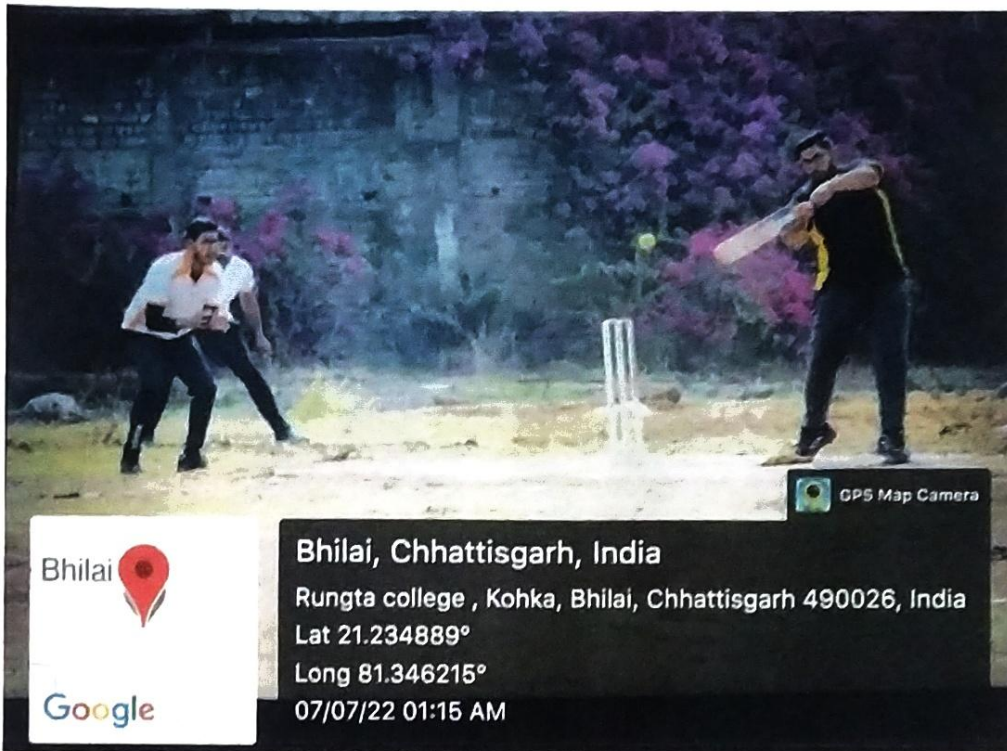 GPS Map Camera
Bhilai
Google
Bhilai, Chhattisgarh, India
Rungta college , Kohka, Bhilai, Chhattisgarh 490026, India
Lat 21.234889°
Long 81.346215°
07/07/22 01:15 AM